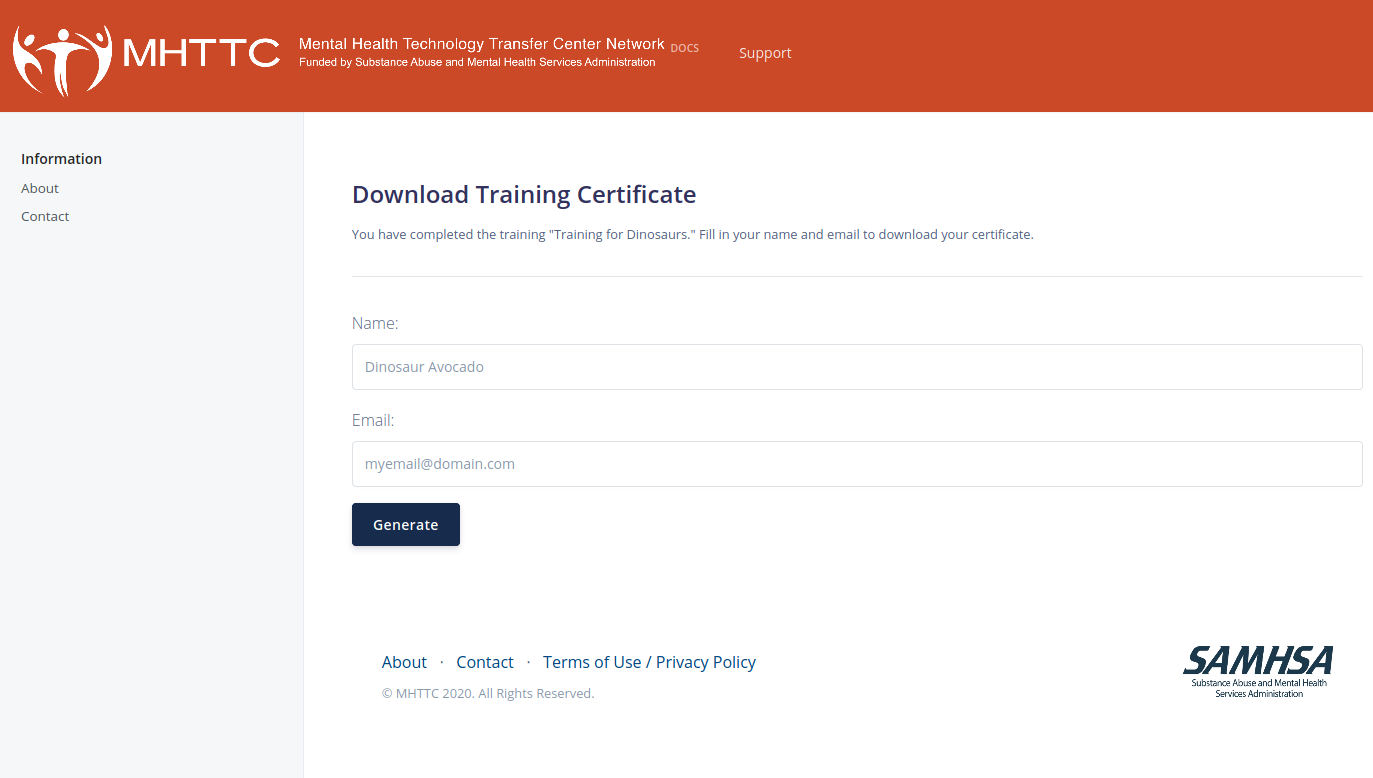 MHTTC
Mental Health Technology Transfer Center Network DOCS
Funded by Substance Abuse and Mental Health Services Administration
Support
Information
About
Contact
Download Training Certificate
You have completed the training "Training for Dinosaurs." Fill in your name and email to download your certificate.
Name:
Dinosaur Avocado
Email:
myemail@domain.com
Generate
About · Contact · Terms of Use / Privacy Policy
© MHTTC 2020. All Rights Reserved.
SAMHSA
Substance Abuse and Mental Health
Services Administration